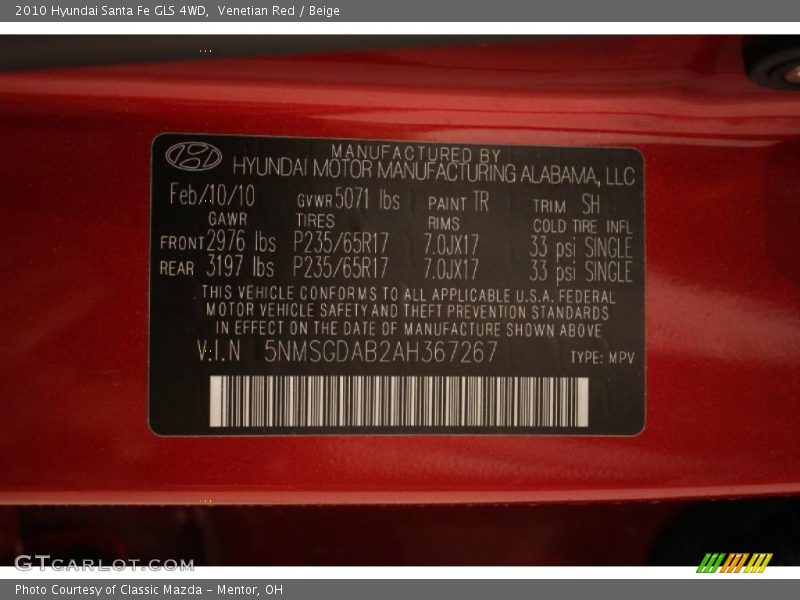 2010 Hyundai Santa Fe GLS 4WD, Venetian Red / Beige
MANUFACTURED BY
HYUNDAI MOTOR MANUFACTURING ALABAMA, LLC
Feb/10/10 GVWR 5071 lbs PAINT TR TRIM SH
GAWR TIRES RIMS COLD TIRE INFL
FRONT 2976 lbs P235/65R17 7.0JX17 33 psi SINGLE
REAR 3197 lbs P235/65R17 7.0JX17 33 psi SINGLE
THIS VEHICLE CONFORMS TO ALL APPLICABLE U.S.A. FEDERAL
MOTOR VEHICLE SAFETY AND THEFT PREVENTION STANDARDS
IN EFFECT ON THE DATE OF MANUFACTURE SHOWN ABOVE
V.I.N 5NMSGDAB2AH367267 TYPE: MPV
GTCARLOT.COM
Photo Courtesy of Classic Mazda - Mentor, OH